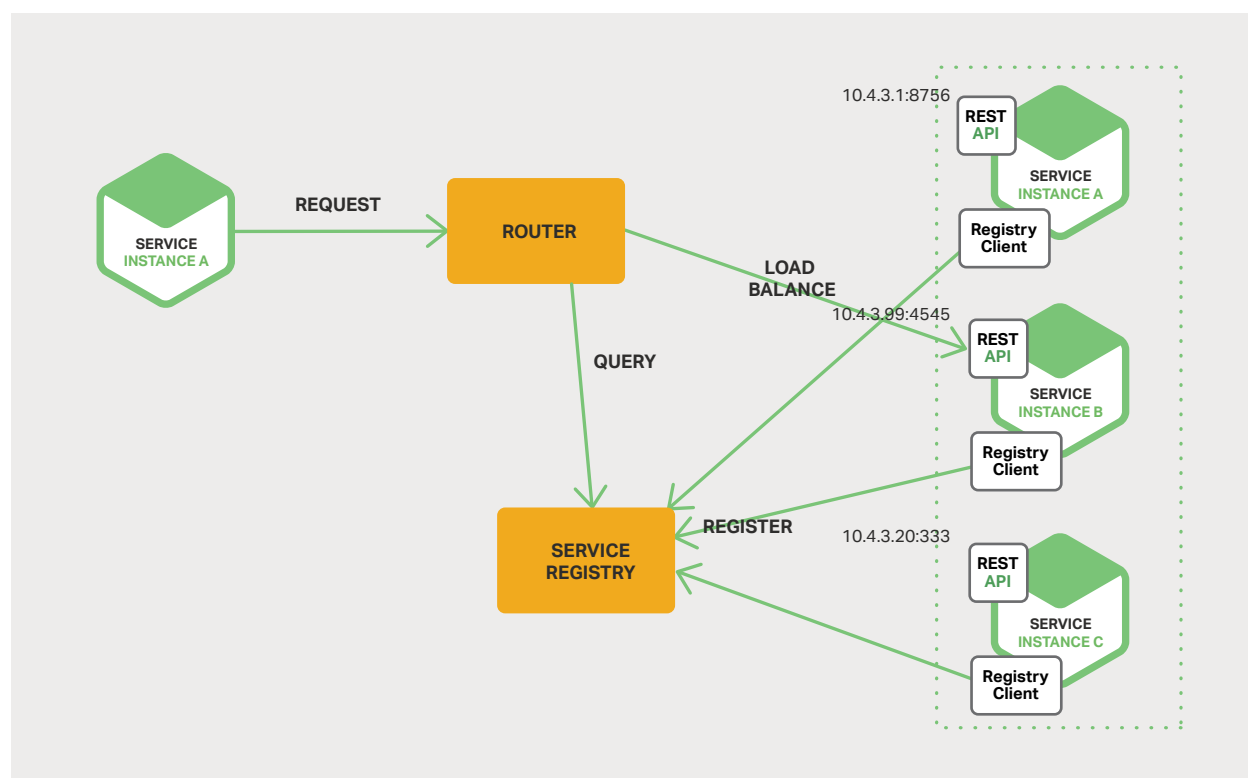 10.4.3.1:8756
REST
API
SERVICE
INSTANCE A
Registry
Client
SERVICE
INSTANCE A
REQUEST
ROUTER
LOAD
BALANCE
10.4.3.99:4545
REST
API
SERVICE
INSTANCE B
QUERY
Registry
Client
SERVICE
REGISTRY
REGISTER
10.4.3.20:333
REST
API
SERVICE
INSTANCE C
Registry
Client